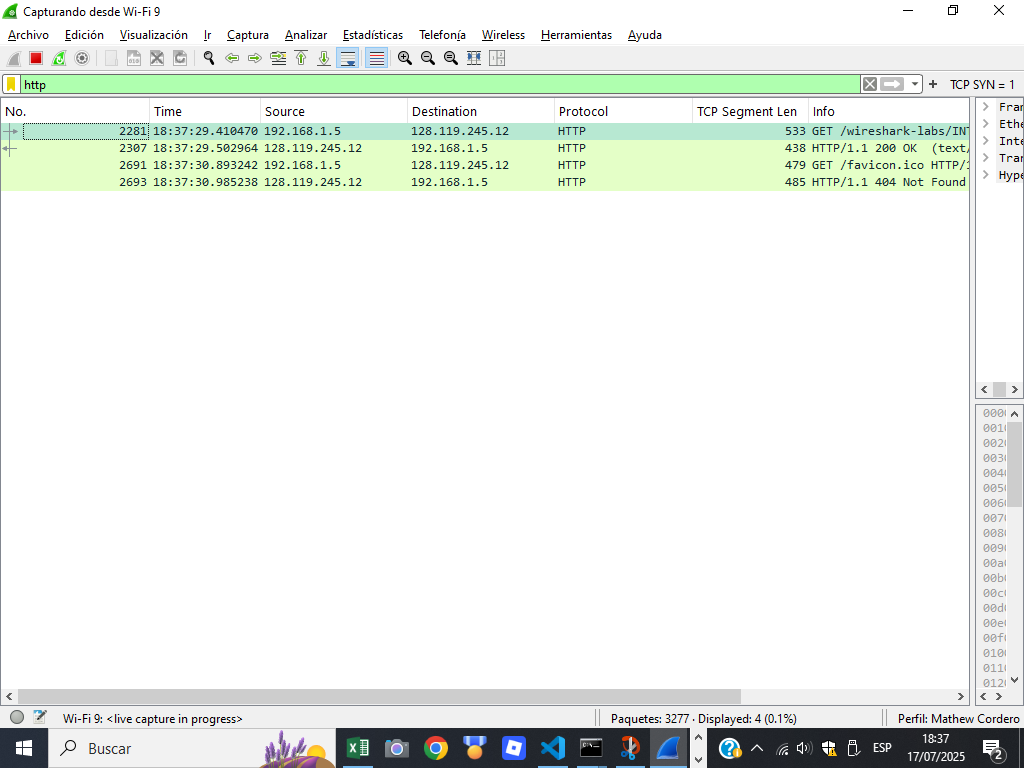 Capturando desde Wi-Fi 9
Archivo Edición Visualización Ir Captura Analizar Estadísticas Telefonía Wireless Herramientas Ayuda
http + TCP SYN = 1
No. Time Source Destination Protocol TCP Segment Len Info
2281 18:37:29.410470 192.168.1.5 128.119.245.12 HTTP 533 GET /wireshark-labs/INT
2307 18:37:29.502964 128.119.245.12 192.168.1.5 HTTP 438 HTTP/1.1 200 OK (text/
2691 18:37:30.893242 192.168.1.5 128.119.245.12 HTTP 479 GET /favicon.ico HTTP/1
2693 18:37:30.985238 128.119.245.12 192.168.1.5 HTTP 485 HTTP/1.1 404 Not Found
Fran
Ethe
Inte
Tran
Hype
0000
0010
0020
0030
0040
0050
0060
0070
0080
0090
00a0
00b0
00c0
00d0
00e0
00f0
0100
0110
0120
Wi-Fi 9: <live capture in progress> Paquetes: 3277 · Displayed: 4 (0.1%) Perfil: Mathew Cordero
Buscar
ESP
18:37
17/07/2025
2